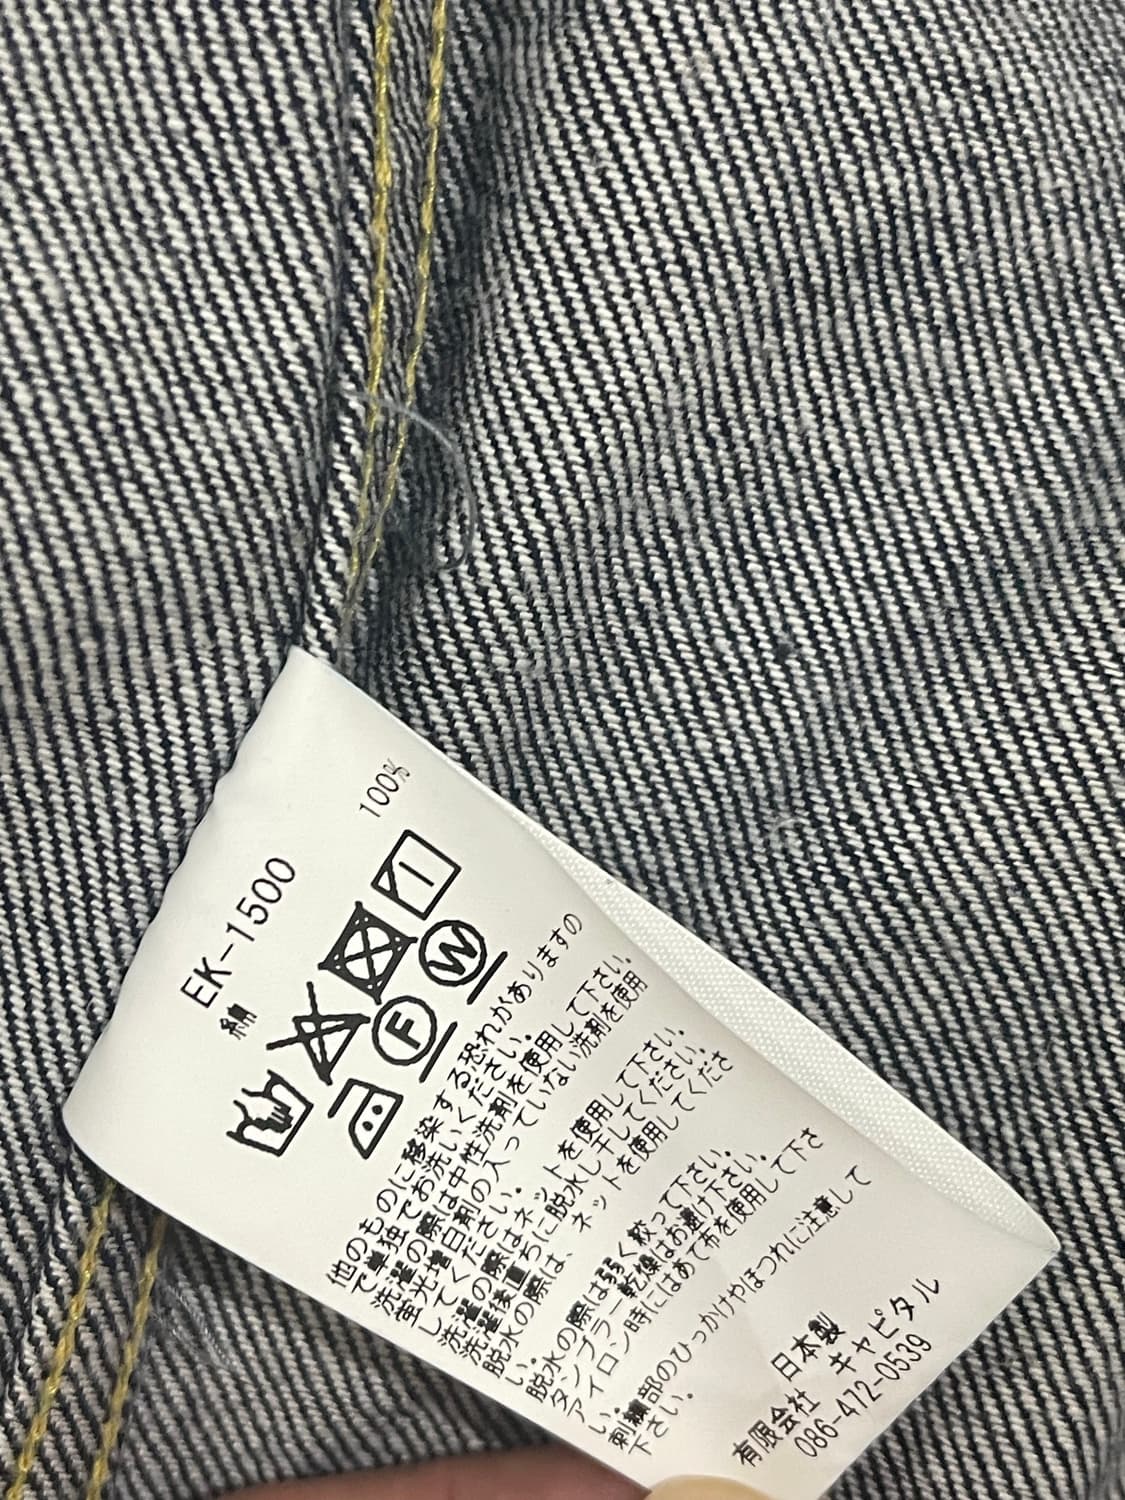 EK-1500
綿 100%
F W
他のものに移染する恐れがありますの
で単独でお洗いください。
洗濯の際は中性洗剤を使用して下さい。
蛍光増白剤の入っていない洗剤を使用
してください。
洗濯の際はネットを使用して下さい。
洗濯後直ちに脱水し干してください。
脱水の際は、ネットを使用してくださ
い。
脱水の際は弱く絞って下さい。
タンブラー乾燥はお避け下さい。
アイロン時にはあて布を使用して下さ
い。
刺繍部のひっかけやほつれに注意して
下さい。
日本製
有限会社 キャピタル
086-472-0539